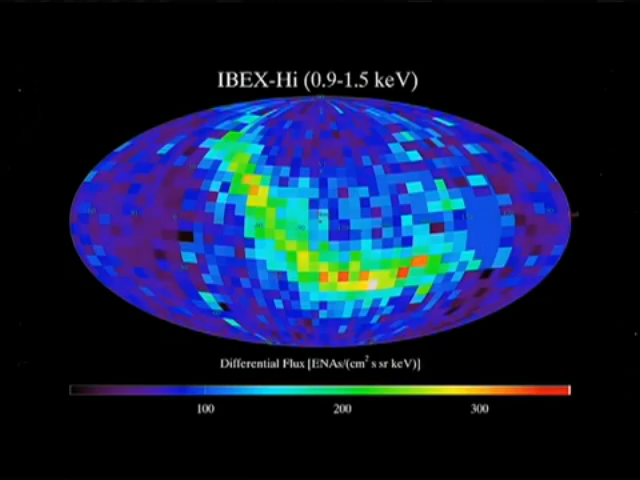 IBEX-Hi (0.9-1.5 keV)
Differential Flux [ENAs/(cm² s sr keV)]
100 200 300